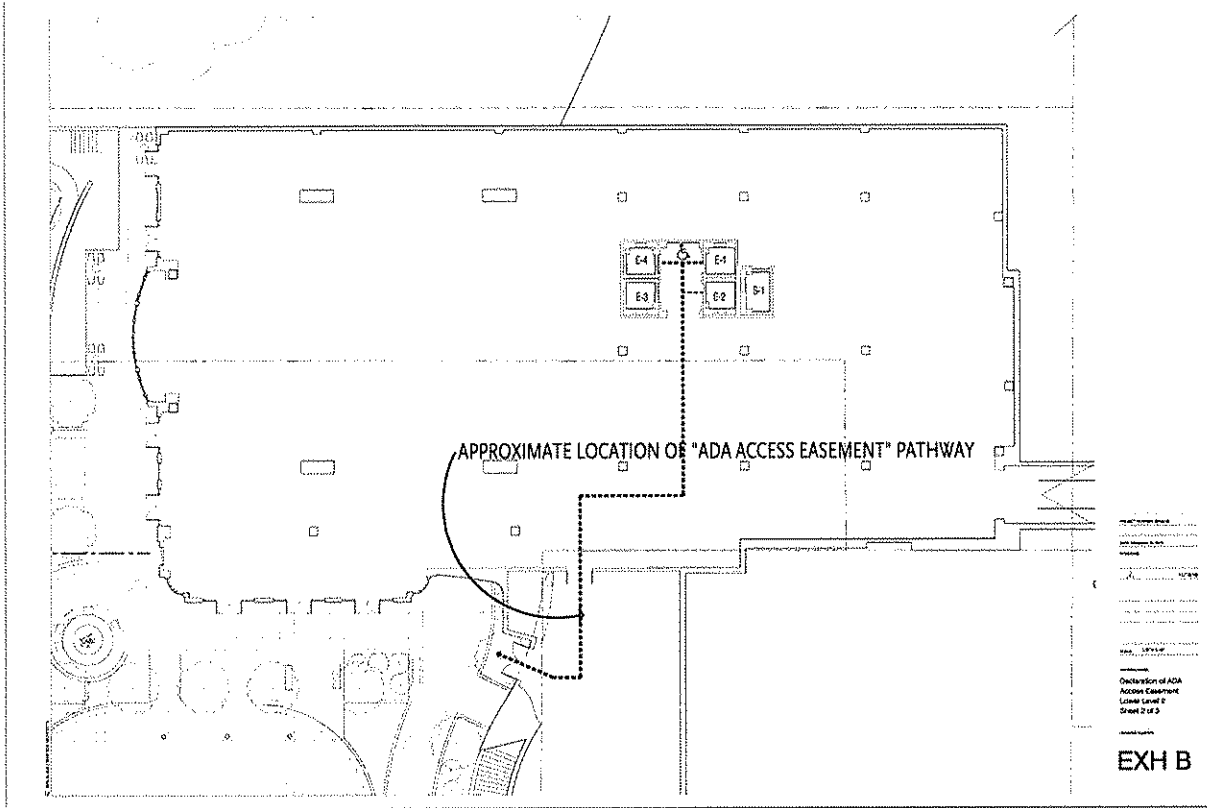 E-4
E-1
E-3
E-2
S-1
APPROXIMATE LOCATION OF "ADA ACCESS EASEMENT" PATHWAY
Declaration of ADA
Access Easement
Lower Level 2
Sheet 2 of 3
EXH B